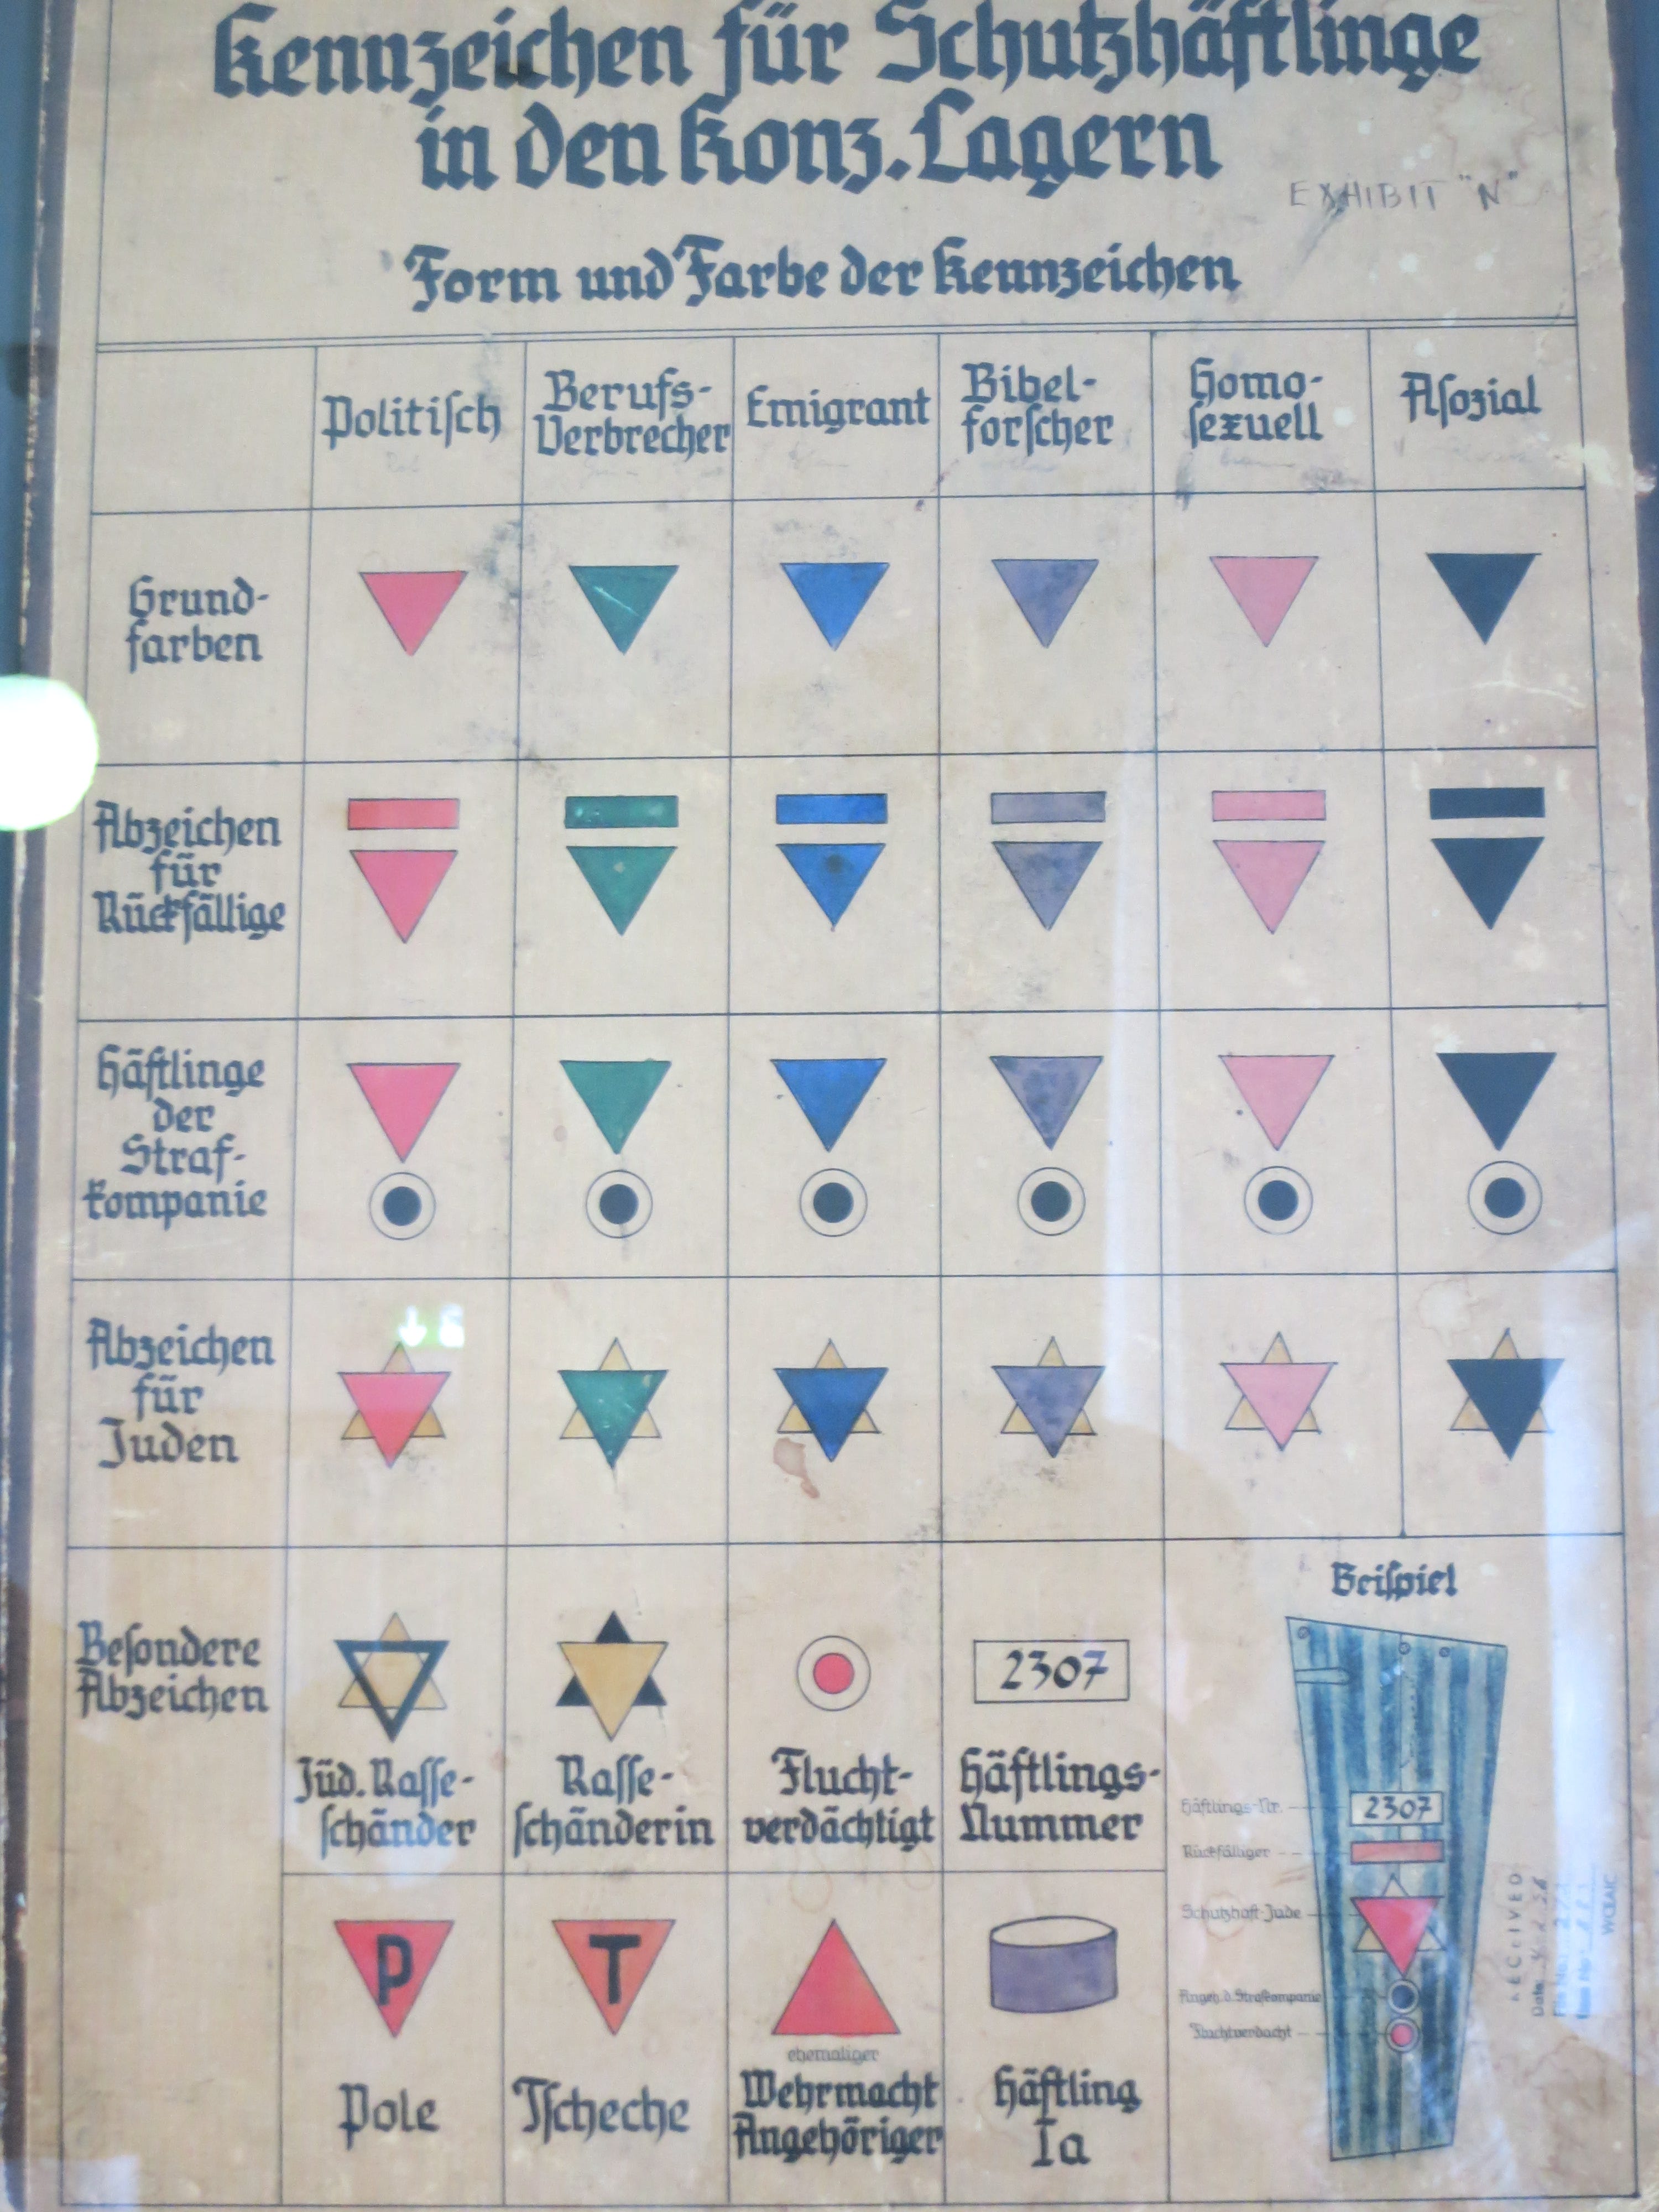 Kennzeichen für Schutzhäftlinge
in den Konz. Lagern
EXHIBIT "N"
Form und Farbe der Kennzeichen
Politisch
Berufs-
Verbrecher
Emigrant
Bibel-
forscher
Homo-
sexuell
Asozial
Grund-
farben
Abzeichen
für
Rückfällige
Häftlinge
der
Straf-
kompanie
Abzeichen
für
Juden
Besondere
Abzeichen
Jüd. Rasse-
schänder
Rasse-
schänderin
Flucht-
verdächtigt
2307
Häftlings-
Nummer
Beispiel
Häftlings-Nr.
2307
Rückfälliger
Schutzhaft-Jude
Angeh. d. Strafkompanie
Fluchtverdacht
RECEIVED
Date
P
Pole
T
Tscheche
ehemaliger
Wehrmacht
Angehöriger
Häftling
Ia